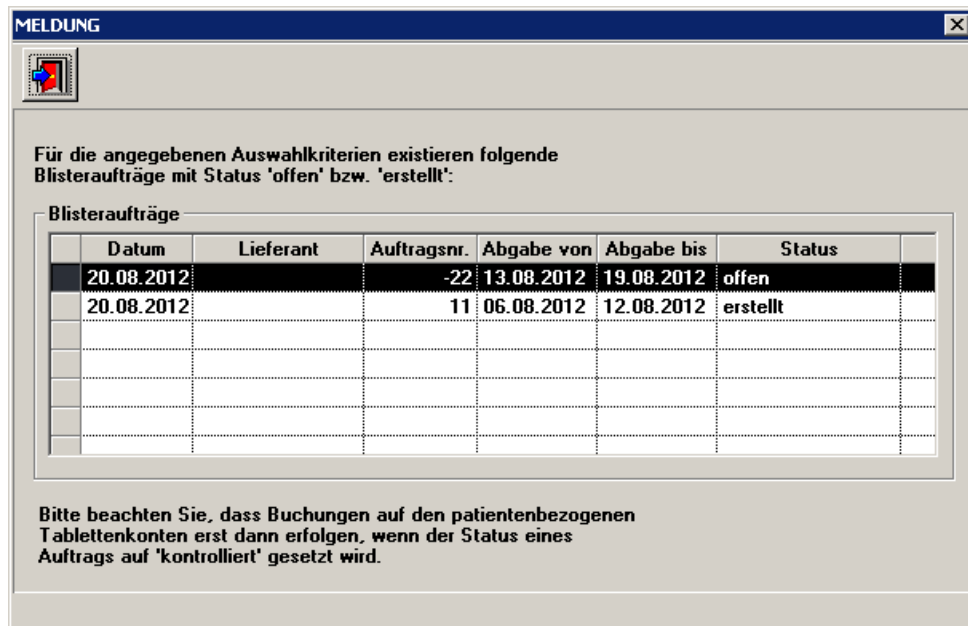 MELDUNG
Für die angegebenen Auswahlkriterien existieren folgende
Blisteraufträge mit Status 'offen' bzw. 'erstellt':
Blisteraufträge
Datum Lieferant Auftragsnr. Abgabe von Abgabe bis Status
20.08.2012 -22 13.08.2012 19.08.2012 offen
20.08.2012 11 06.08.2012 12.08.2012 erstellt
Bitte beachten Sie, dass Buchungen auf den patientenbezogenen
Tablettenkonten erst dann erfolgen, wenn der Status eines
Auftrags auf 'kontrolliert' gesetzt wird.